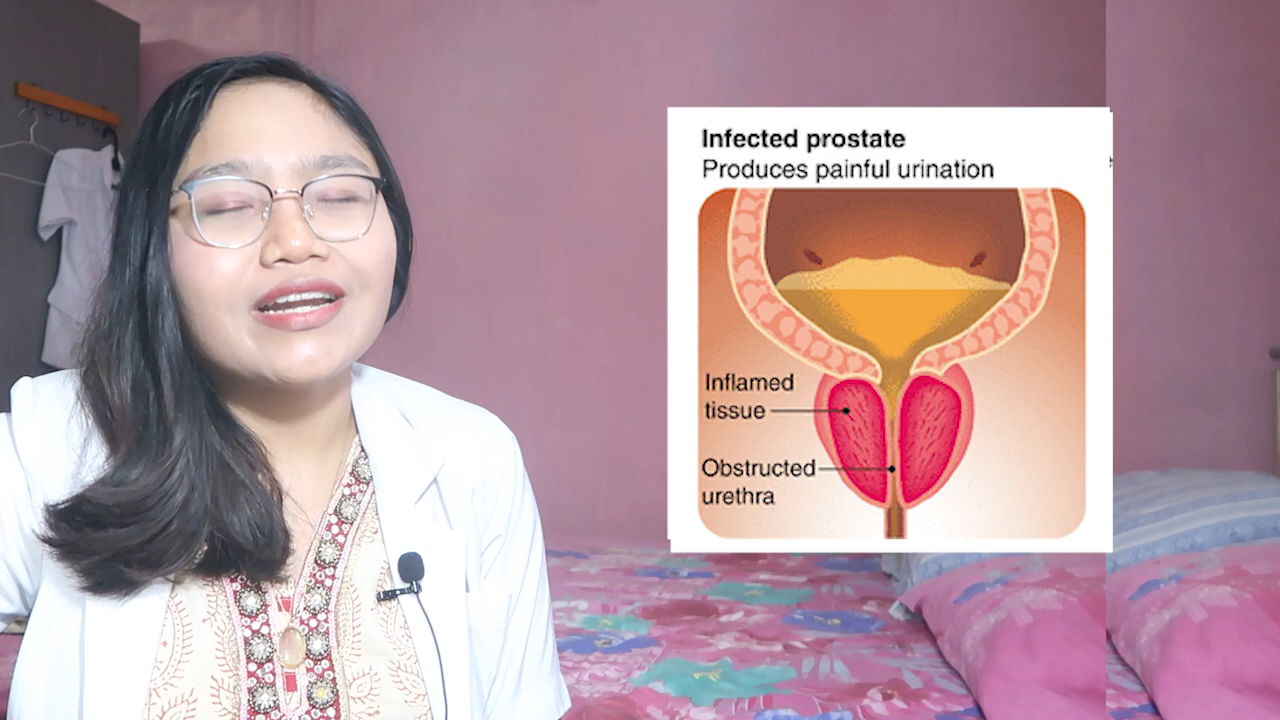 Infected prostate
Produces painful urination
Inflamed
tissue
Obstructed
urethra